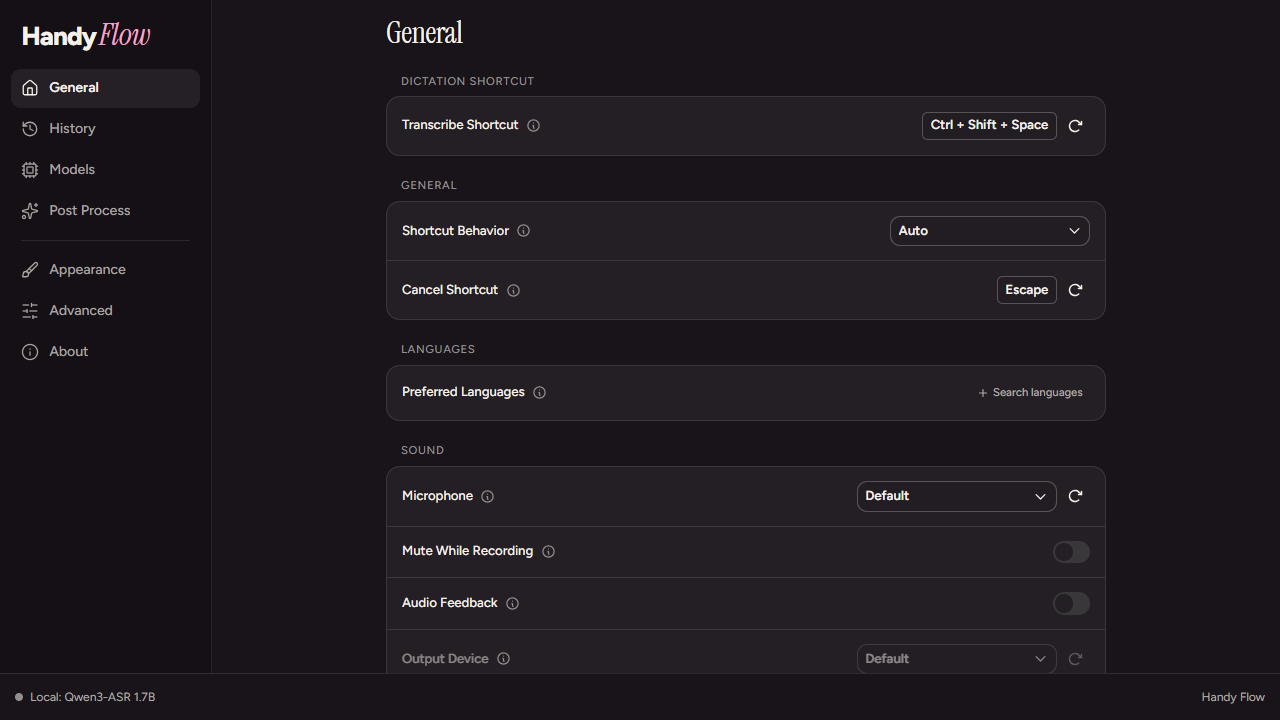 Handy Flow
General
History
Models
Post Process
Appearance
Advanced
About
General
DICTATION SHORTCUT
Transcribe Shortcut
Ctrl + Shift + Space
GENERAL
Shortcut Behavior
Auto
Cancel Shortcut
Escape
LANGUAGES
Preferred Languages
+ Search languages
SOUND
Microphone
Default
Mute While Recording
Audio Feedback
Output Device
Default
Local: Qwen3-ASR 1.7B
Handy Flow